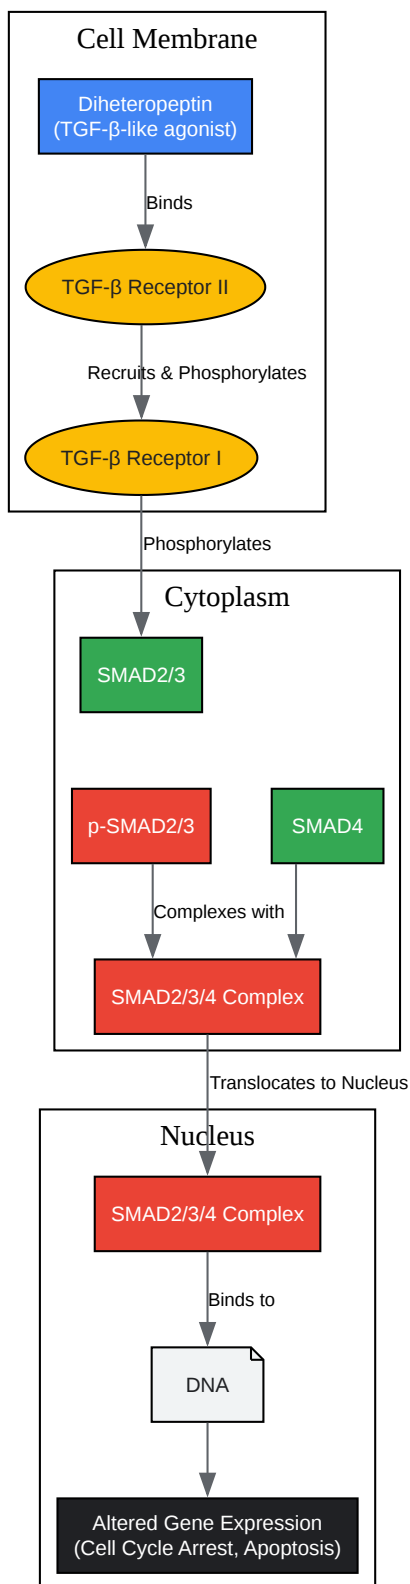 Cell Membrane
Diheteropeptin
(TGF-β-like agonist)
Binds
TGF-β Receptor II
Recruits & Phosphorylates
TGF-β Receptor I
Phosphorylates
Cytoplasm
SMAD2/3
p-SMAD2/3
SMAD4
Complexes with
SMAD2/3/4 Complex
Translocates to Nucleus
Nucleus
SMAD2/3/4 Complex
Binds to
DNA
Altered Gene Expression
(Cell Cycle Arrest, Apoptosis)